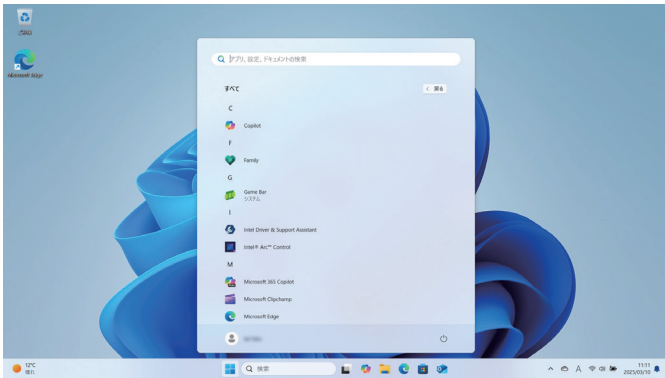 ごみ箱
Microsoft Edge
アプリ、設定、ドキュメントの検索
すべて
戻る
C
Copilot
F
Family
G
Game Bar
システム
I
Intel Driver & Support Assistant
Intel® Arc™ Control
M
Microsoft 365 Copilot
Microsoft Clipchamp
Microsoft Edge
12°C
晴れ
検索
A
11:11
2025/03/10